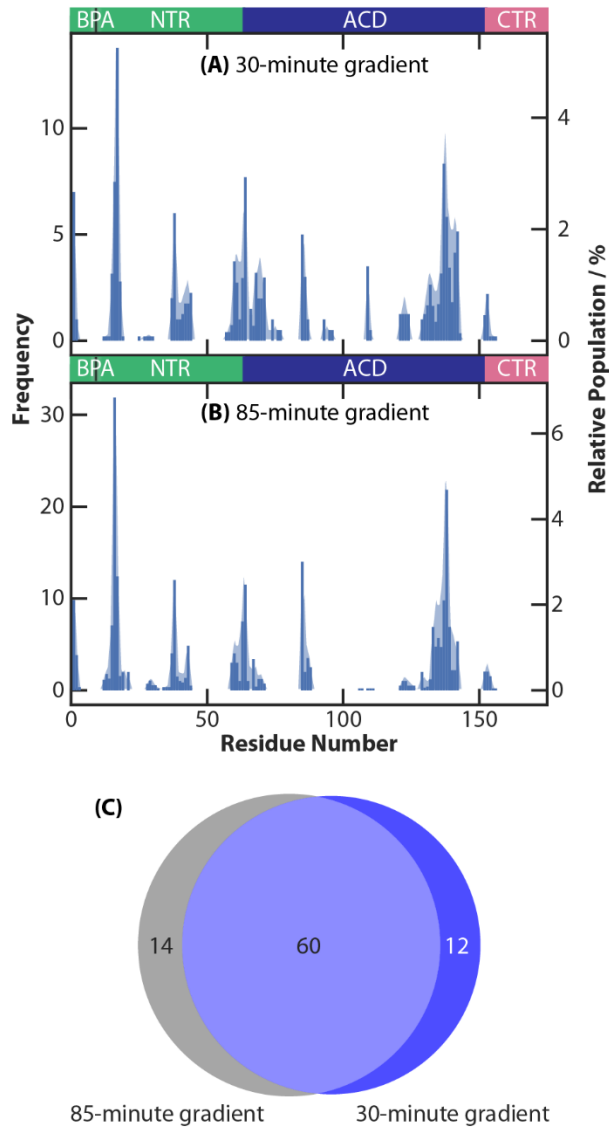 BPA NTR ACD CTR
(A) 30-minute gradient
10
5
0
4
2
0
BPA NTR ACD CTR
(B) 85-minute gradient
30
20
10
0
6
4
2
0
Frequency
Relative Population / %
0 50 100 150
Residue Number
(C)
14 60 12
85-minute gradient 30-minute gradient